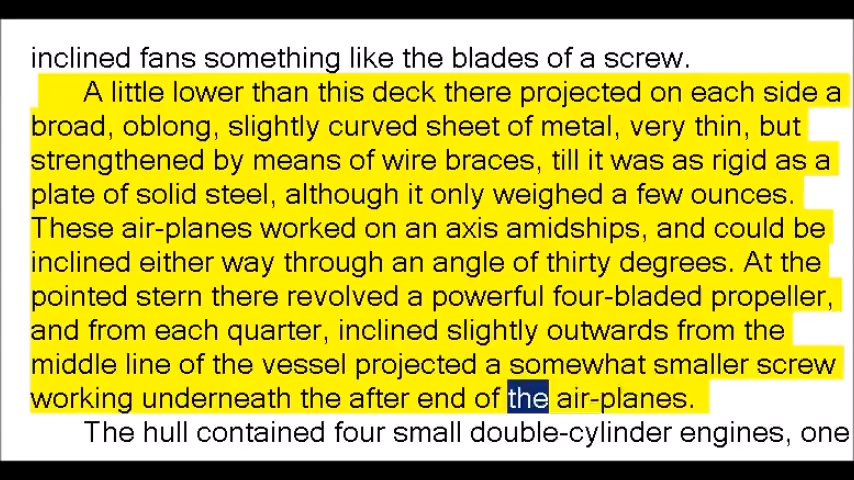 inclined fans something like the blades of a screw.
A little lower than this deck there projected on each side a
broad, oblong, slightly curved sheet of metal, very thin, but
strengthened by means of wire braces, till it was as rigid as a
plate of solid steel, although it only weighed a few ounces.
These air-planes worked on an axis amidships, and could be
inclined either way through an angle of thirty degrees. At the
pointed stern there revolved a powerful four-bladed propeller,
and from each quarter, inclined slightly outwards from the
middle line of the vessel projected a somewhat smaller screw
working underneath the after end of the air-planes.
The hull contained four small double-cylinder engines, one